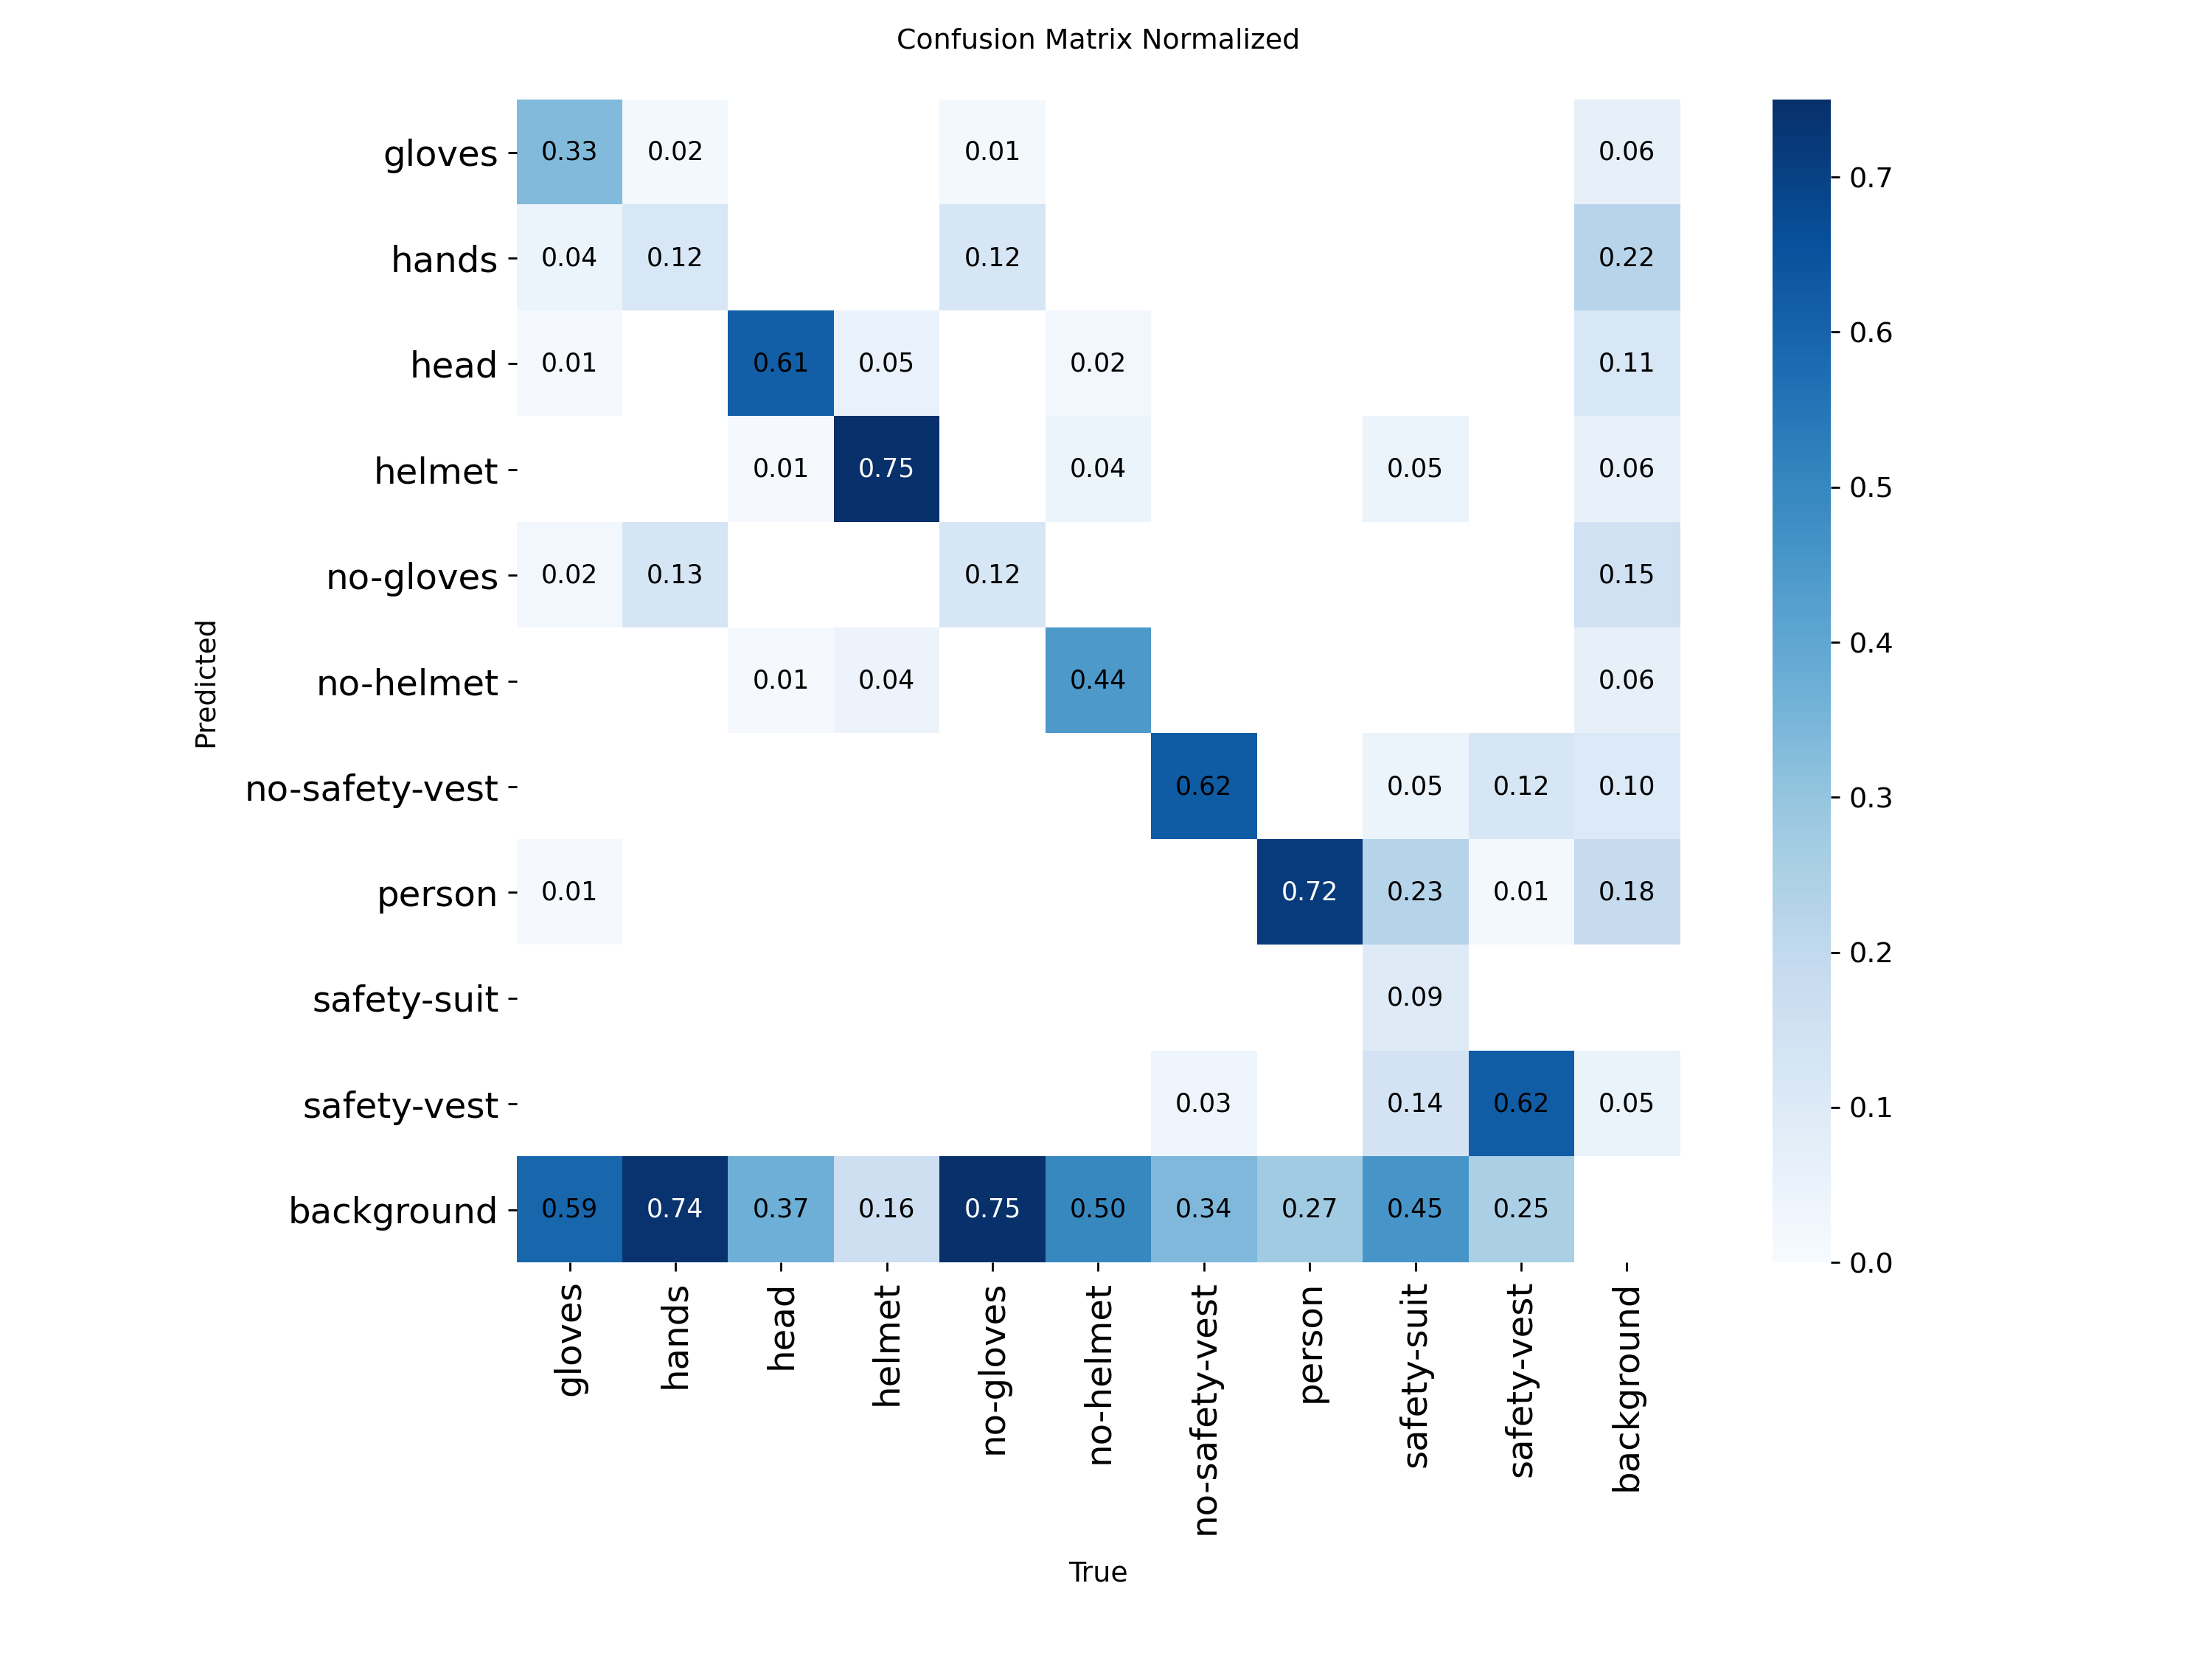 Confusion Matrix Normalized
gloves 0.33 0.02 0.01 0.06
hands 0.04 0.12 0.12 0.22
head 0.01 0.61 0.05 0.02 0.11
helmet 0.01 0.75 0.04 0.05 0.06
no-gloves 0.02 0.13 0.12 0.15
no-helmet 0.01 0.04 0.44 0.06
no-safety-vest 0.62 0.05 0.12 0.10
person 0.01 0.72 0.23 0.01 0.18
safety-suit 0.09
safety-vest 0.03 0.14 0.62 0.05
background 0.59 0.74 0.37 0.16 0.75 0.50 0.34 0.27 0.45 0.25
Predicted
gloves
hands
head
helmet
no-gloves
no-helmet
no-safety-vest
person
safety-suit
safety-vest
background
True
0.7
0.6
0.5
0.4
0.3
0.2
0.1
0.0